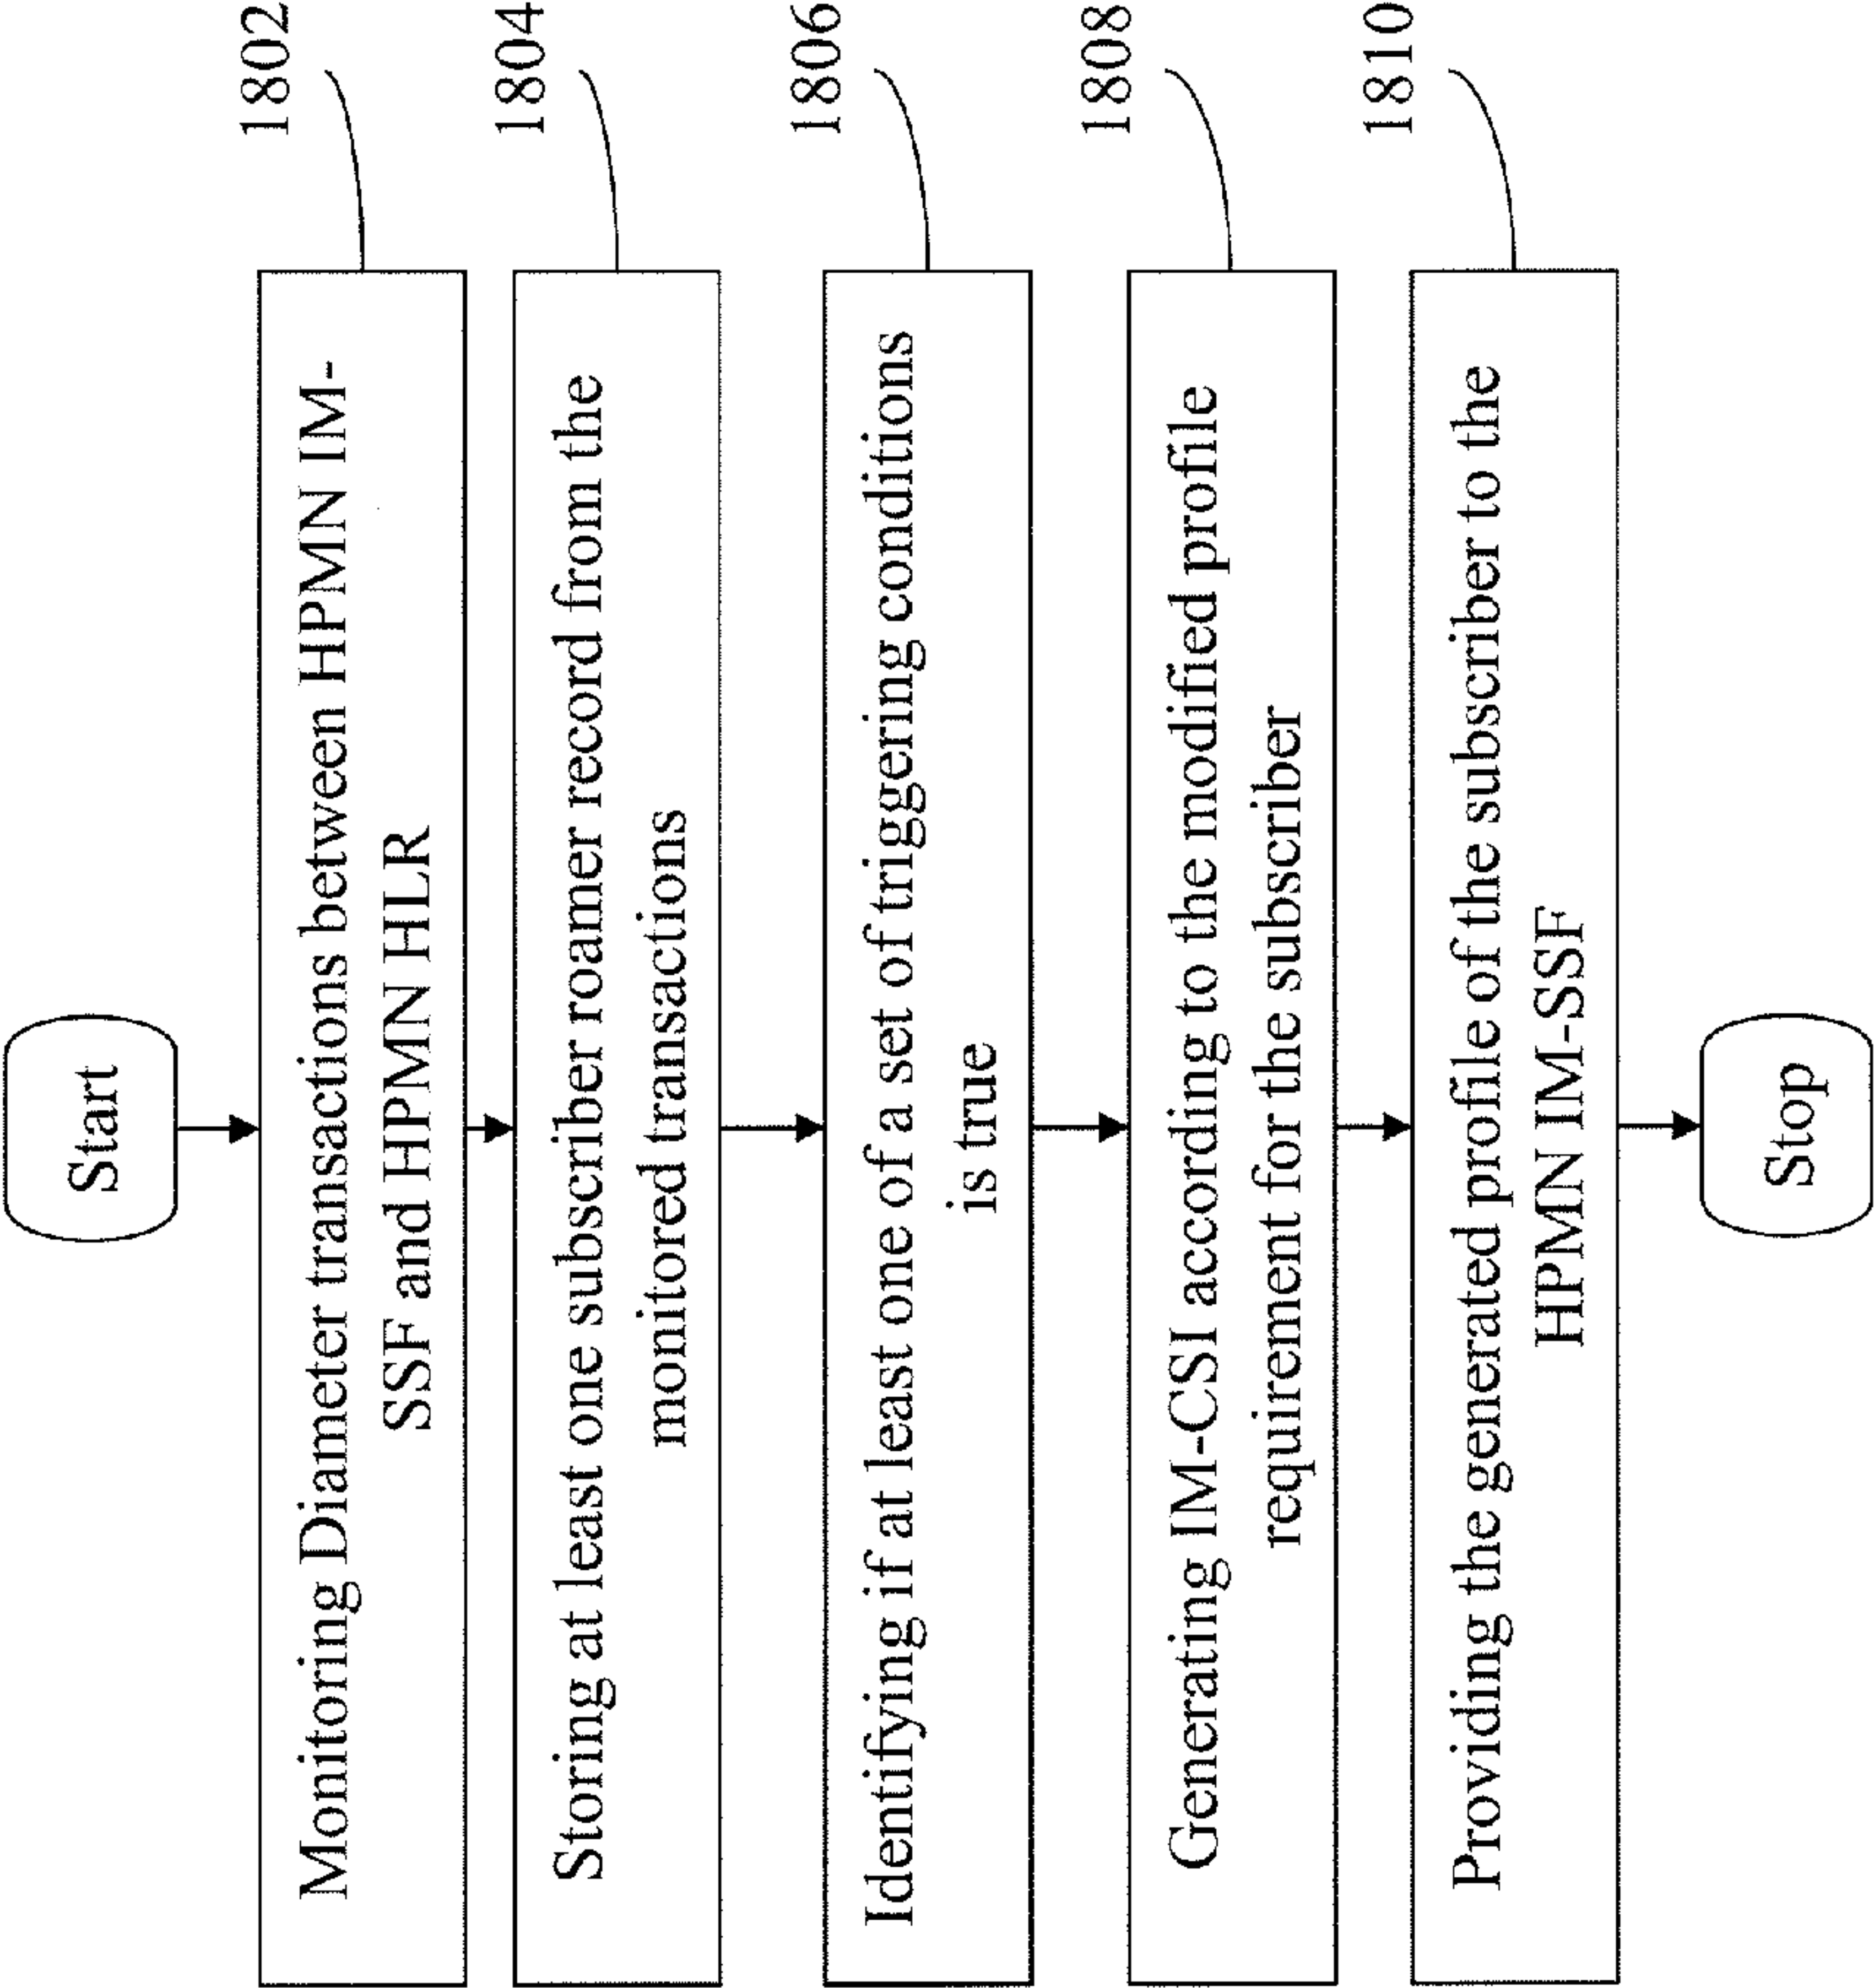 Start
Monitoring Diameter transactions between HPMN IM-
SSF and HPMN HLR
1802
Storing at least one subscriber roamer record from the
monitored transactions
1804
Identifying if at least one of a set of triggering conditions
is true
1806
Generating IM-CSI according to the modified profile
requirement for the subscriber
1808
Providing the generated profile of the subscriber to the
HPMN IM-SSF
1810
Stop